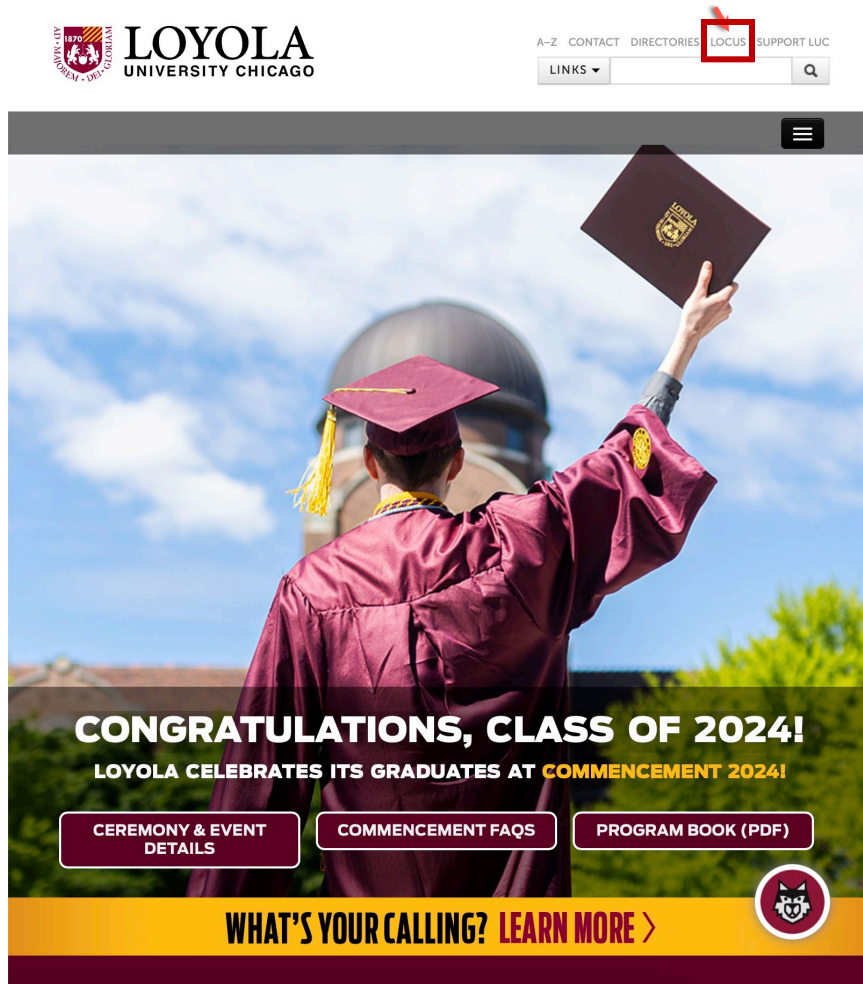 AD·MAJOREM·DEI·GLORIAM
1870
LOYOLA
UNIVERSITY CHICAGO
A–Z CONTACT DIRECTORIES LOCUS SUPPORT LUC
LINKS
LOYOLA
CONGRATULATIONS, CLASS OF 2024!
LOYOLA CELEBRATES ITS GRADUATES AT COMMENCEMENT 2024!
CEREMONY & EVENT
DETAILS
COMMENCEMENT FAQS
PROGRAM BOOK (PDF)
WHAT'S YOUR CALLING? LEARN MORE